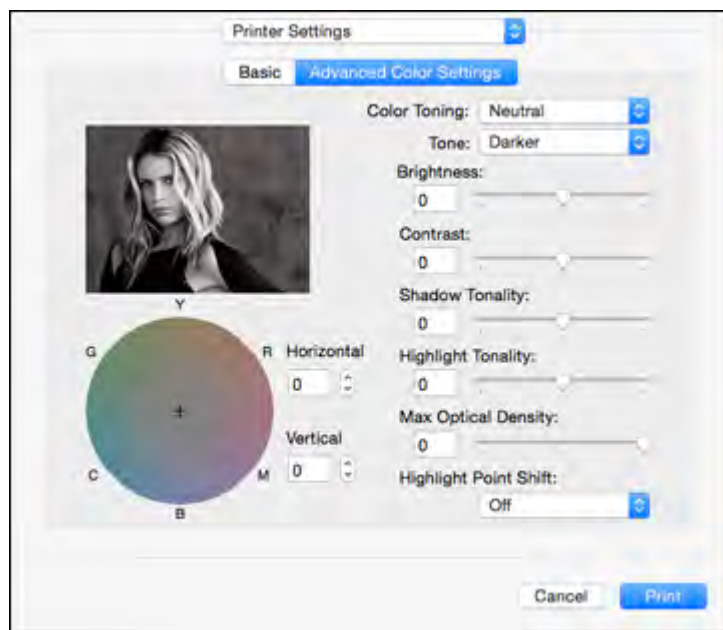 Printer Settings
Basic Advanced Color Settings
Color Toning: Neutral
Tone: Darker
Brightness:
0
Contrast:
0
Shadow Tonality:
0
Highlight Tonality:
0
Max Optical Density:
0
Highlight Point Shift:
Off
Y
G R
C M
B
Horizontal
0
Vertical
0
Cancel Print